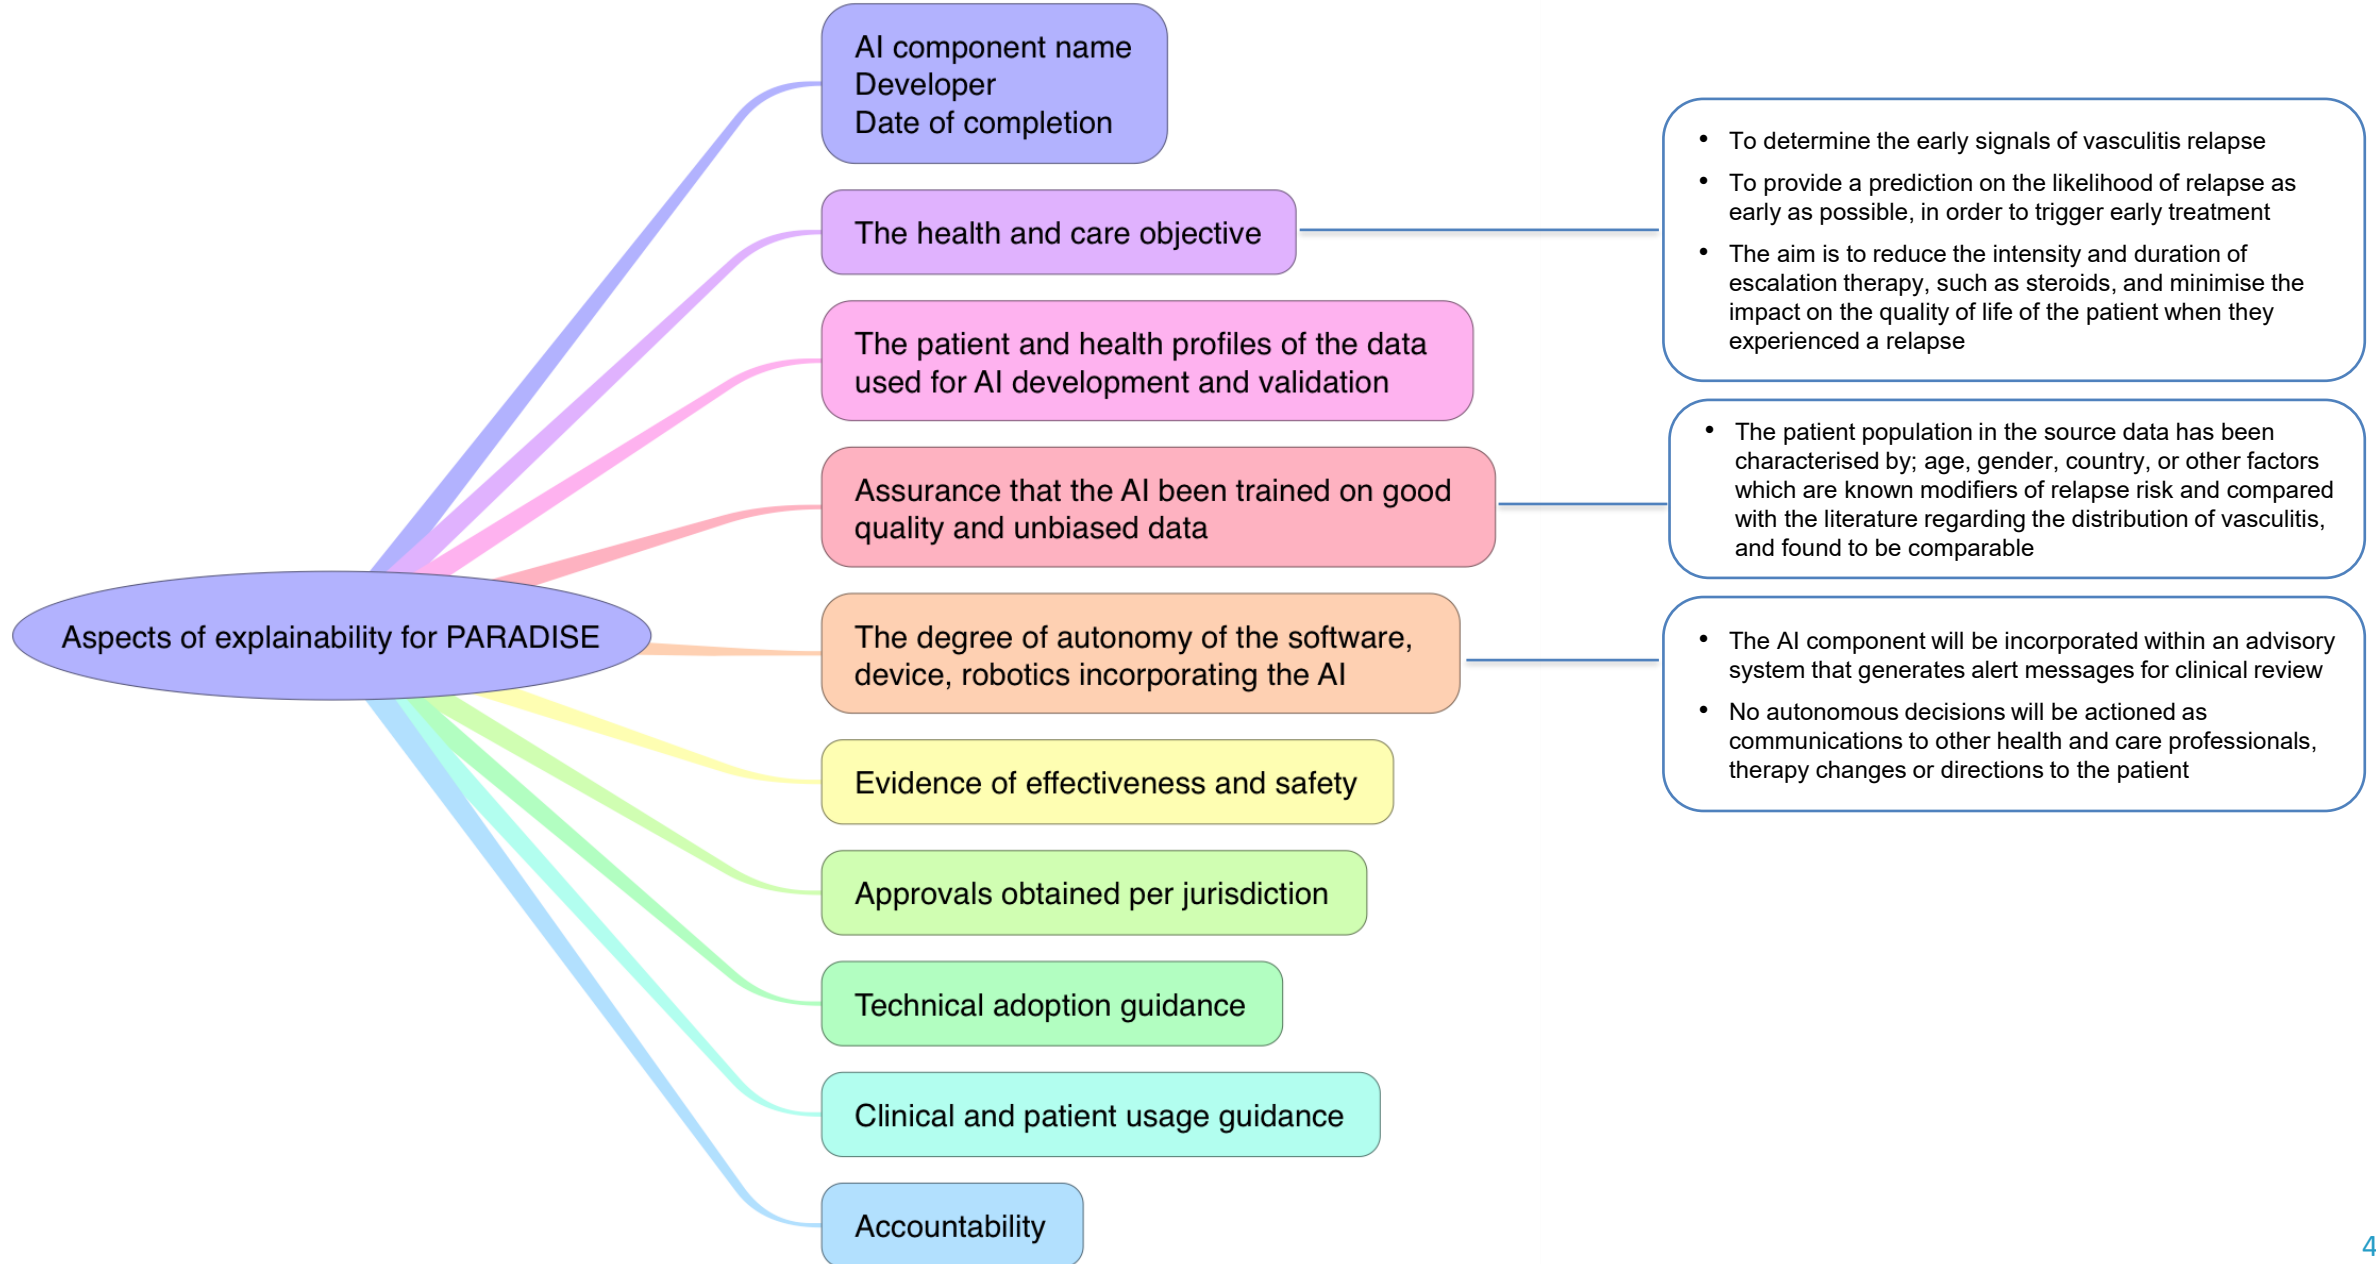 AI component name
Developer
Date of completion
The health and care objective
The patient and health profiles of the data
used for AI development and validation
Assurance that the AI been trained on good
quality and unbiased data
Aspects of explainability for PARADISE
The degree of autonomy of the software,
device, robotics incorporating the AI
Evidence of effectiveness and safety
Approvals obtained per jurisdiction
Technical adoption guidance
Clinical and patient usage guidance
Accountability
• To determine the early signals of vasculitis relapse
• To provide a prediction on the likelihood of relapse as
early as possible, in order to trigger early treatment
• The aim is to reduce the intensity and duration of
escalation therapy, such as steroids, and minimise the
impact on the quality of life of the patient when they
experienced a relapse
• The patient population in the source data has been
characterised by; age, gender, country, or other factors
which are known modifiers of relapse risk and compared
with the literature regarding the distribution of vasculitis,
and found to be comparable
• The AI component will be incorporated within an advisory
system that generates alert messages for clinical review
• No autonomous decisions will be actioned as
communications to other health and care professionals,
therapy changes or directions to the patient
4